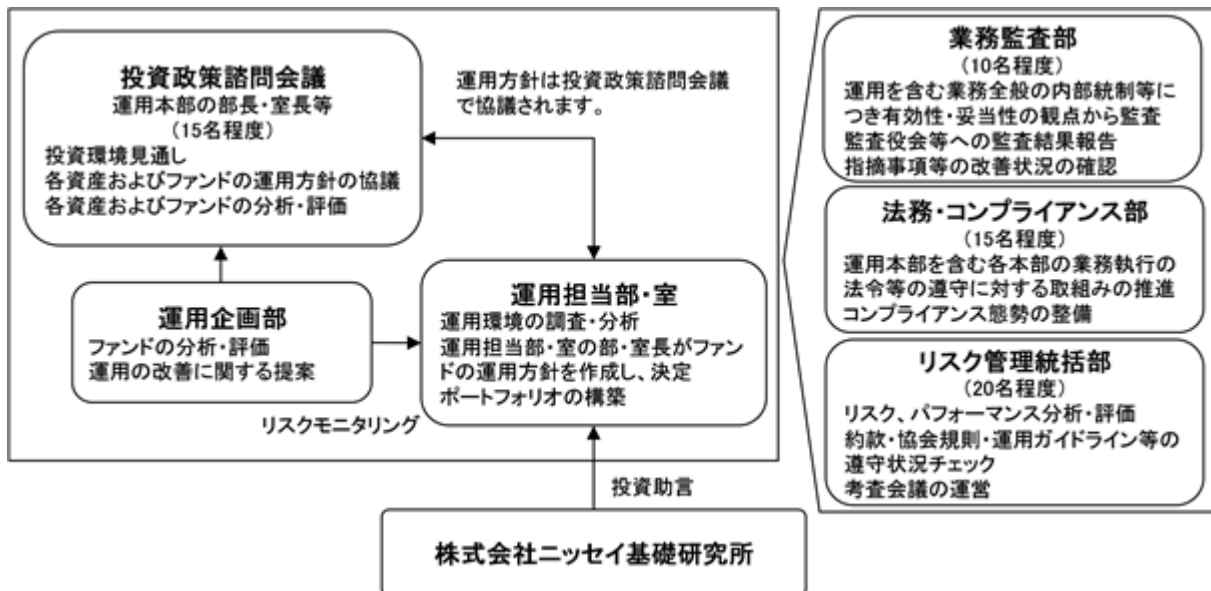 投資政策諮問会議
運用本部の部長・室長等
(15名程度)
投資環境見通し
各資産およびファンドの運用方針の協議
各資産およびファンドの分析・評価
運用方針は投資政策諮問会議
で協議されます。
運用企画部
ファンドの分析・評価
運用の改善に関する提案
リスクモニタリング
運用担当部・室
運用環境の調査・分析
運用担当部・室の部・室長がファン
ドの運用方針を作成し、決定
ポートフォリオの構築
投資助言
株式会社ニッセイ基礎研究所
業務監査部
(10名程度)
運用を含む業務全般の内部統制等に
つき有効性・妥当性の観点から監査
監査役会等への監査結果報告
指摘事項等の改善状況の確認
法務・コンプライアンス部
(15名程度)
運用本部を含む各本部の業務執行の
法令等の遵守に対する取組みの推進
コンプライアンス態勢の整備
リスク管理統括部
(20名程度)
リスク、パフォーマンス分析・評価
約款・協会規則・運用ガイドライン等の
遵守状況チェック
考査会議の運営